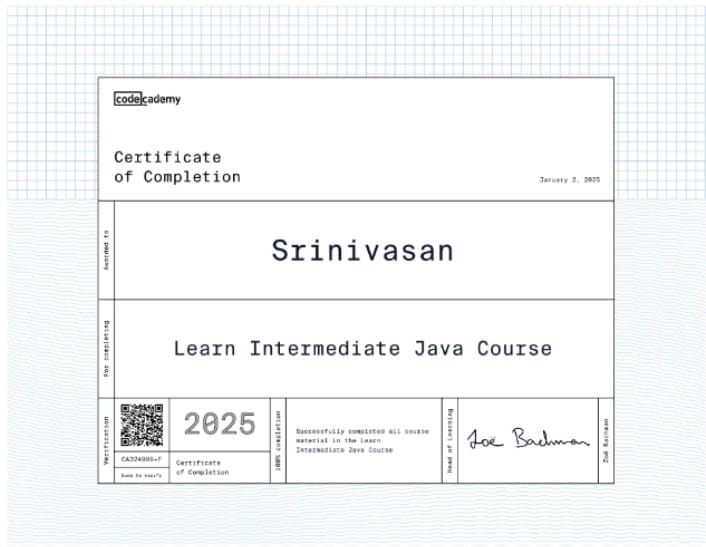 codecademy
Certificate
of Completion
January 2, 2025
Awarded to
Srinivasan
For completing
Learn Intermediate Java Course
Verification
CA324986-F
Scan to verify
2025
Certificate
of Completion
100% completion
Successfully completed all course
material in the Learn
Intermediate Java Course
Head of Learning
Zoë Bachman
Zoë Bachman